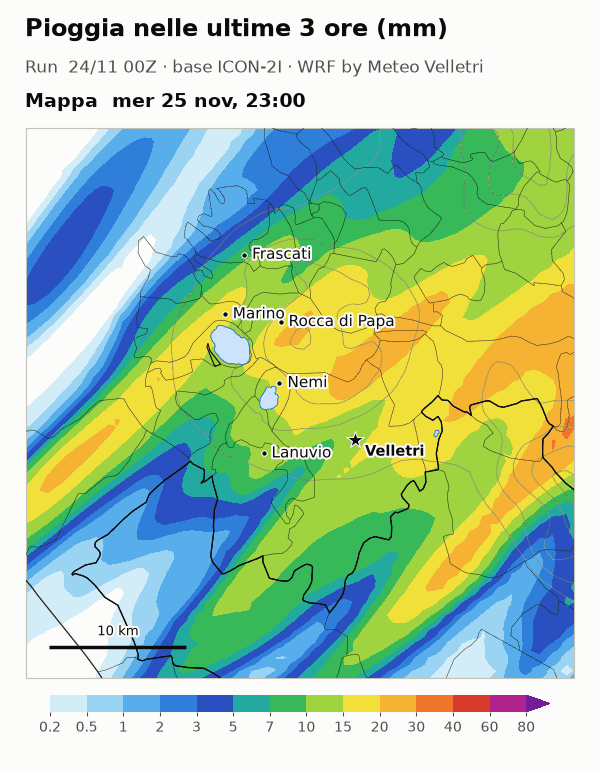 Pioggia nelle ultime 3 ore (mm)
Run  24/11 00Z · base ICON-2I · WRF by Meteo Velletri
Mappa  mer 25 nov, 23:00
Frascati
Marino
Rocca di Papa
Nemi
Velletri
Lanuvio
10 km
0.2 0.5 1 2 3 5 7 10 15 20 30 40 60 80